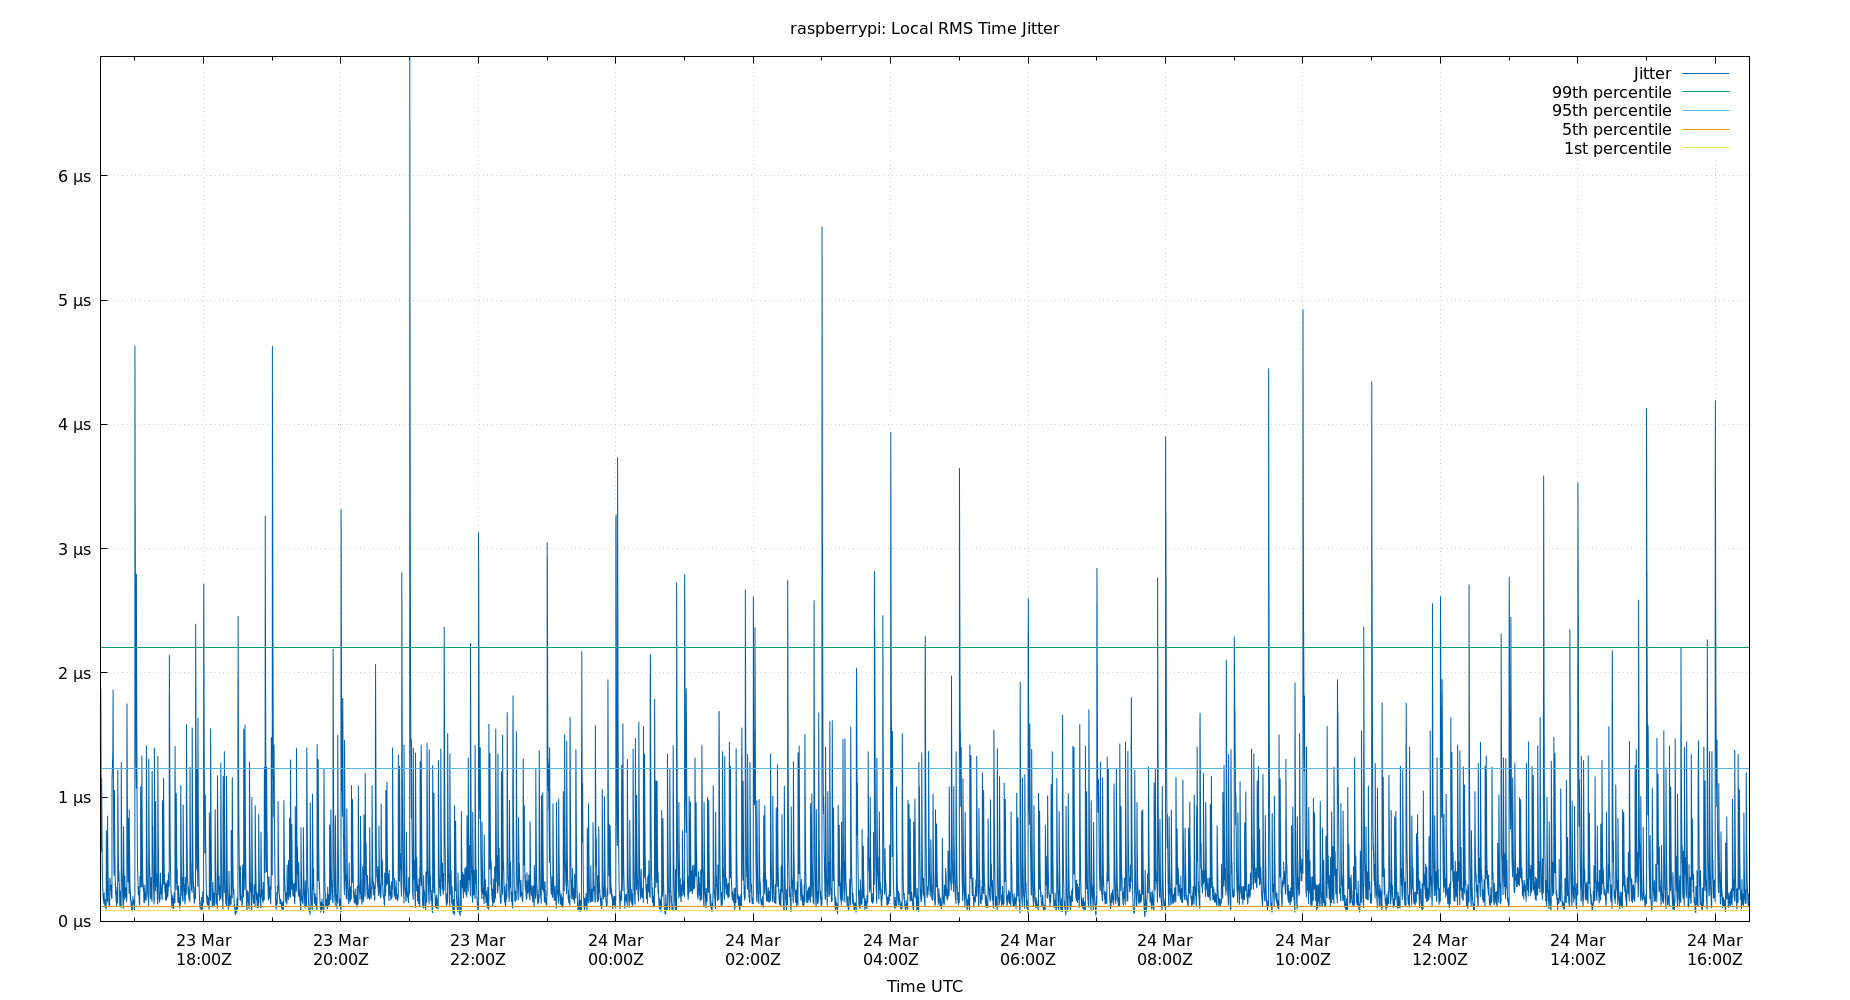 raspberrypi: Local RMS Time Jitter
Jitter
99th percentile
95th percentile
5th percentile
1st percentile
6 µs
5 µs
4 µs
3 µs
2 µs
1 µs
0 µs
23 Mar 23 Mar 23 Mar 24 Mar 24 Mar 24 Mar 24 Mar 24 Mar 24 Mar 24 Mar 24 Mar 24 Mar
18:00Z 20:00Z 22:00Z 00:00Z 02:00Z 04:00Z 06:00Z 08:00Z 10:00Z 12:00Z 14:00Z 16:00Z
Time UTC